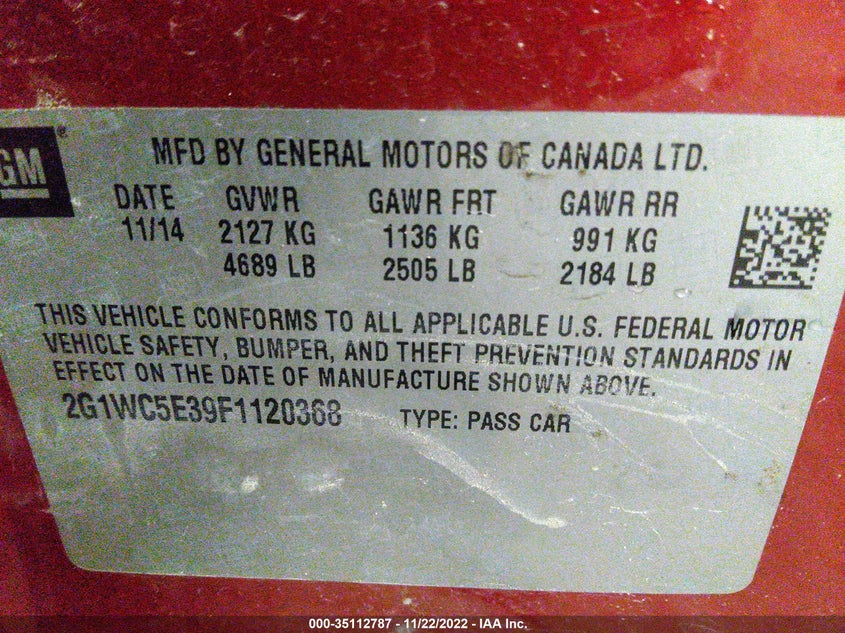 GM®
MFD BY GENERAL MOTORS OF CANADA LTD.
DATE GVWR GAWR FRT GAWR RR
11/14 2127 KG 1136 KG 991 KG
4689 LB 2505 LB 2184 LB
THIS VEHICLE CONFORMS TO ALL APPLICABLE U.S. FEDERAL MOTOR
VEHICLE SAFETY, BUMPER, AND THEFT PREVENTION STANDARDS IN
EFFECT ON THE DATE OF MANUFACTURE SHOWN ABOVE.
2G1WC5E39F1120368 TYPE: PASS CAR
000-35112787 - 11/22/2022 - IAA Inc.